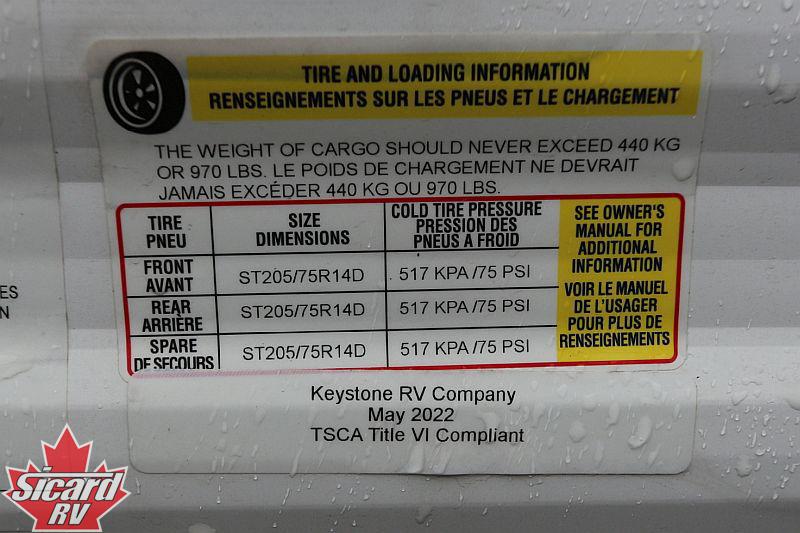 TIRE AND LOADING INFORMATION
RENSEIGNEMENTS SUR LES PNEUS ET LE CHARGEMENT
THE WEIGHT OF CARGO SHOULD NEVER EXCEED 440 KG
OR 970 LBS. LE POIDS DE CHARGEMENT NE DEVRAIT
JAMAIS EXCÉDER 440 KG OU 970 LBS.
TIRE
PNEU
SIZE
DIMENSIONS
COLD TIRE PRESSURE
PRESSION DES
PNEUS A FROID
FRONT
AVANT
ST205/75R14D
517 KPA /75 PSI
REAR
ARRIÈRE
ST205/75R14D
517 KPA /75 PSI
SPARE
DE SECOURS
ST205/75R14D
517 KPA /75 PSI
SEE OWNER'S
MANUAL FOR
ADDITIONAL
INFORMATION
VOIR LE MANUEL
DE L'USAGER
POUR PLUS DE
RENSEIGNEMENTS
Keystone RV Company
May 2022
TSCA Title VI Compliant
ES
N
Sicard
RV